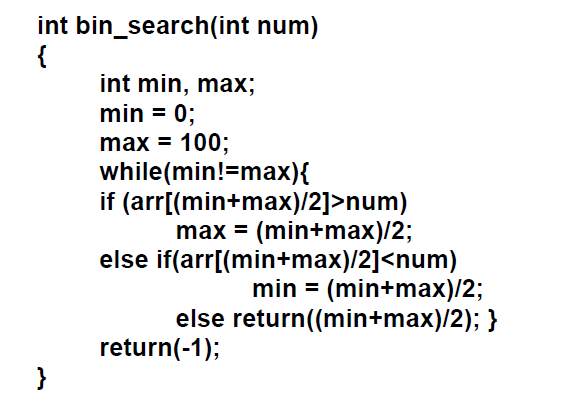 int bin_search(int num)
{
int min, max;
min = 0;
max = 100;
while(min!=max){
if (arr[(min+max)/2]>num)
max = (min+max)/2;
else if(arr[(min+max)/2]<num)
min = (min+max)/2;
else return((min+max)/2); }
return(-1);
}